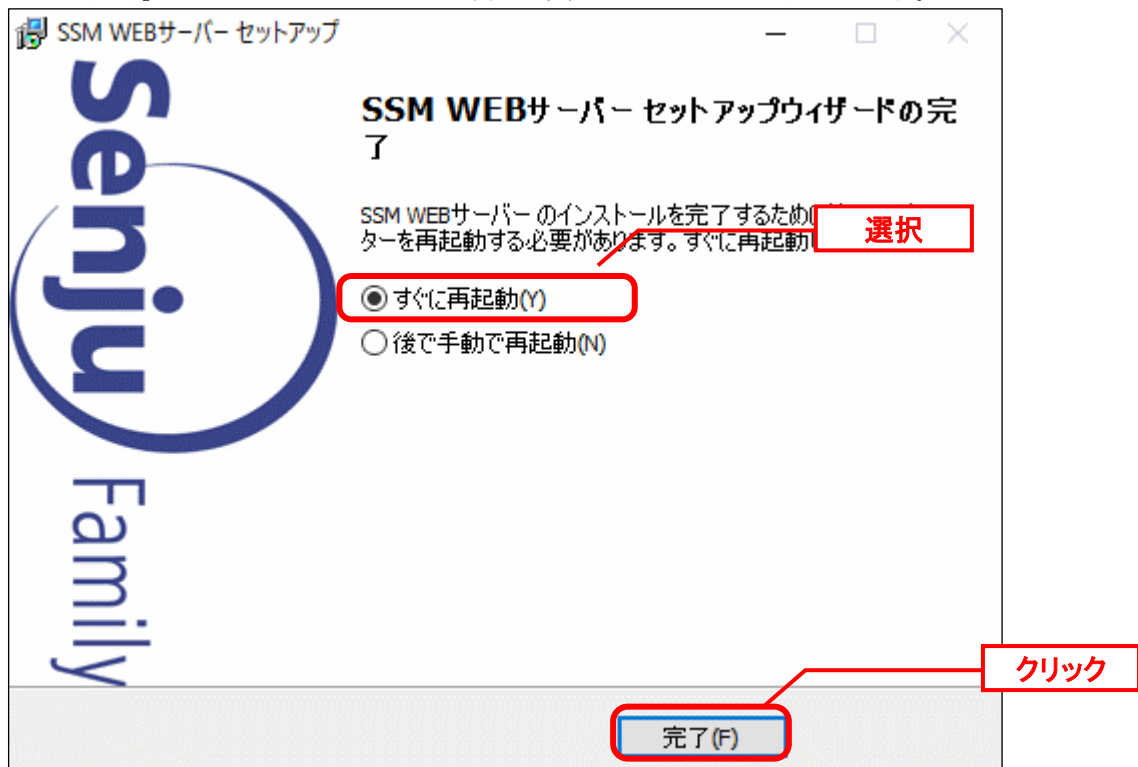 SSM WEBサーバー セットアップ
Senju Family
SSM WEBサーバー セットアップウィザードの完
了
SSM WEBサーバー のインストールを完了するため
選択
ターを再起動する必要があります。すぐに再起動
すぐに再起動(Y)
後で手動で再起動(N)
クリック
完了(F)